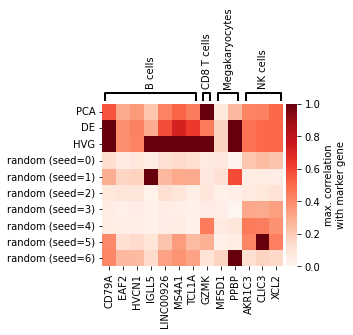 B cells
CD8 T cells
Megakaryocytes
NK cells
PCA
DE
HVG
random (seed=0)
random (seed=1)
random (seed=2)
random (seed=3)
random (seed=4)
random (seed=5)
random (seed=6)
CD79A
EAF2
HVCN1
IGLL5
LINC00926
MS4A1
TCL1A
GZMK
MFSD1
PPBP
AKR1C3
CLIC3
XCL2
1.0
0.8
0.6
0.4
0.2
0.0
max. correlation
with marker gene